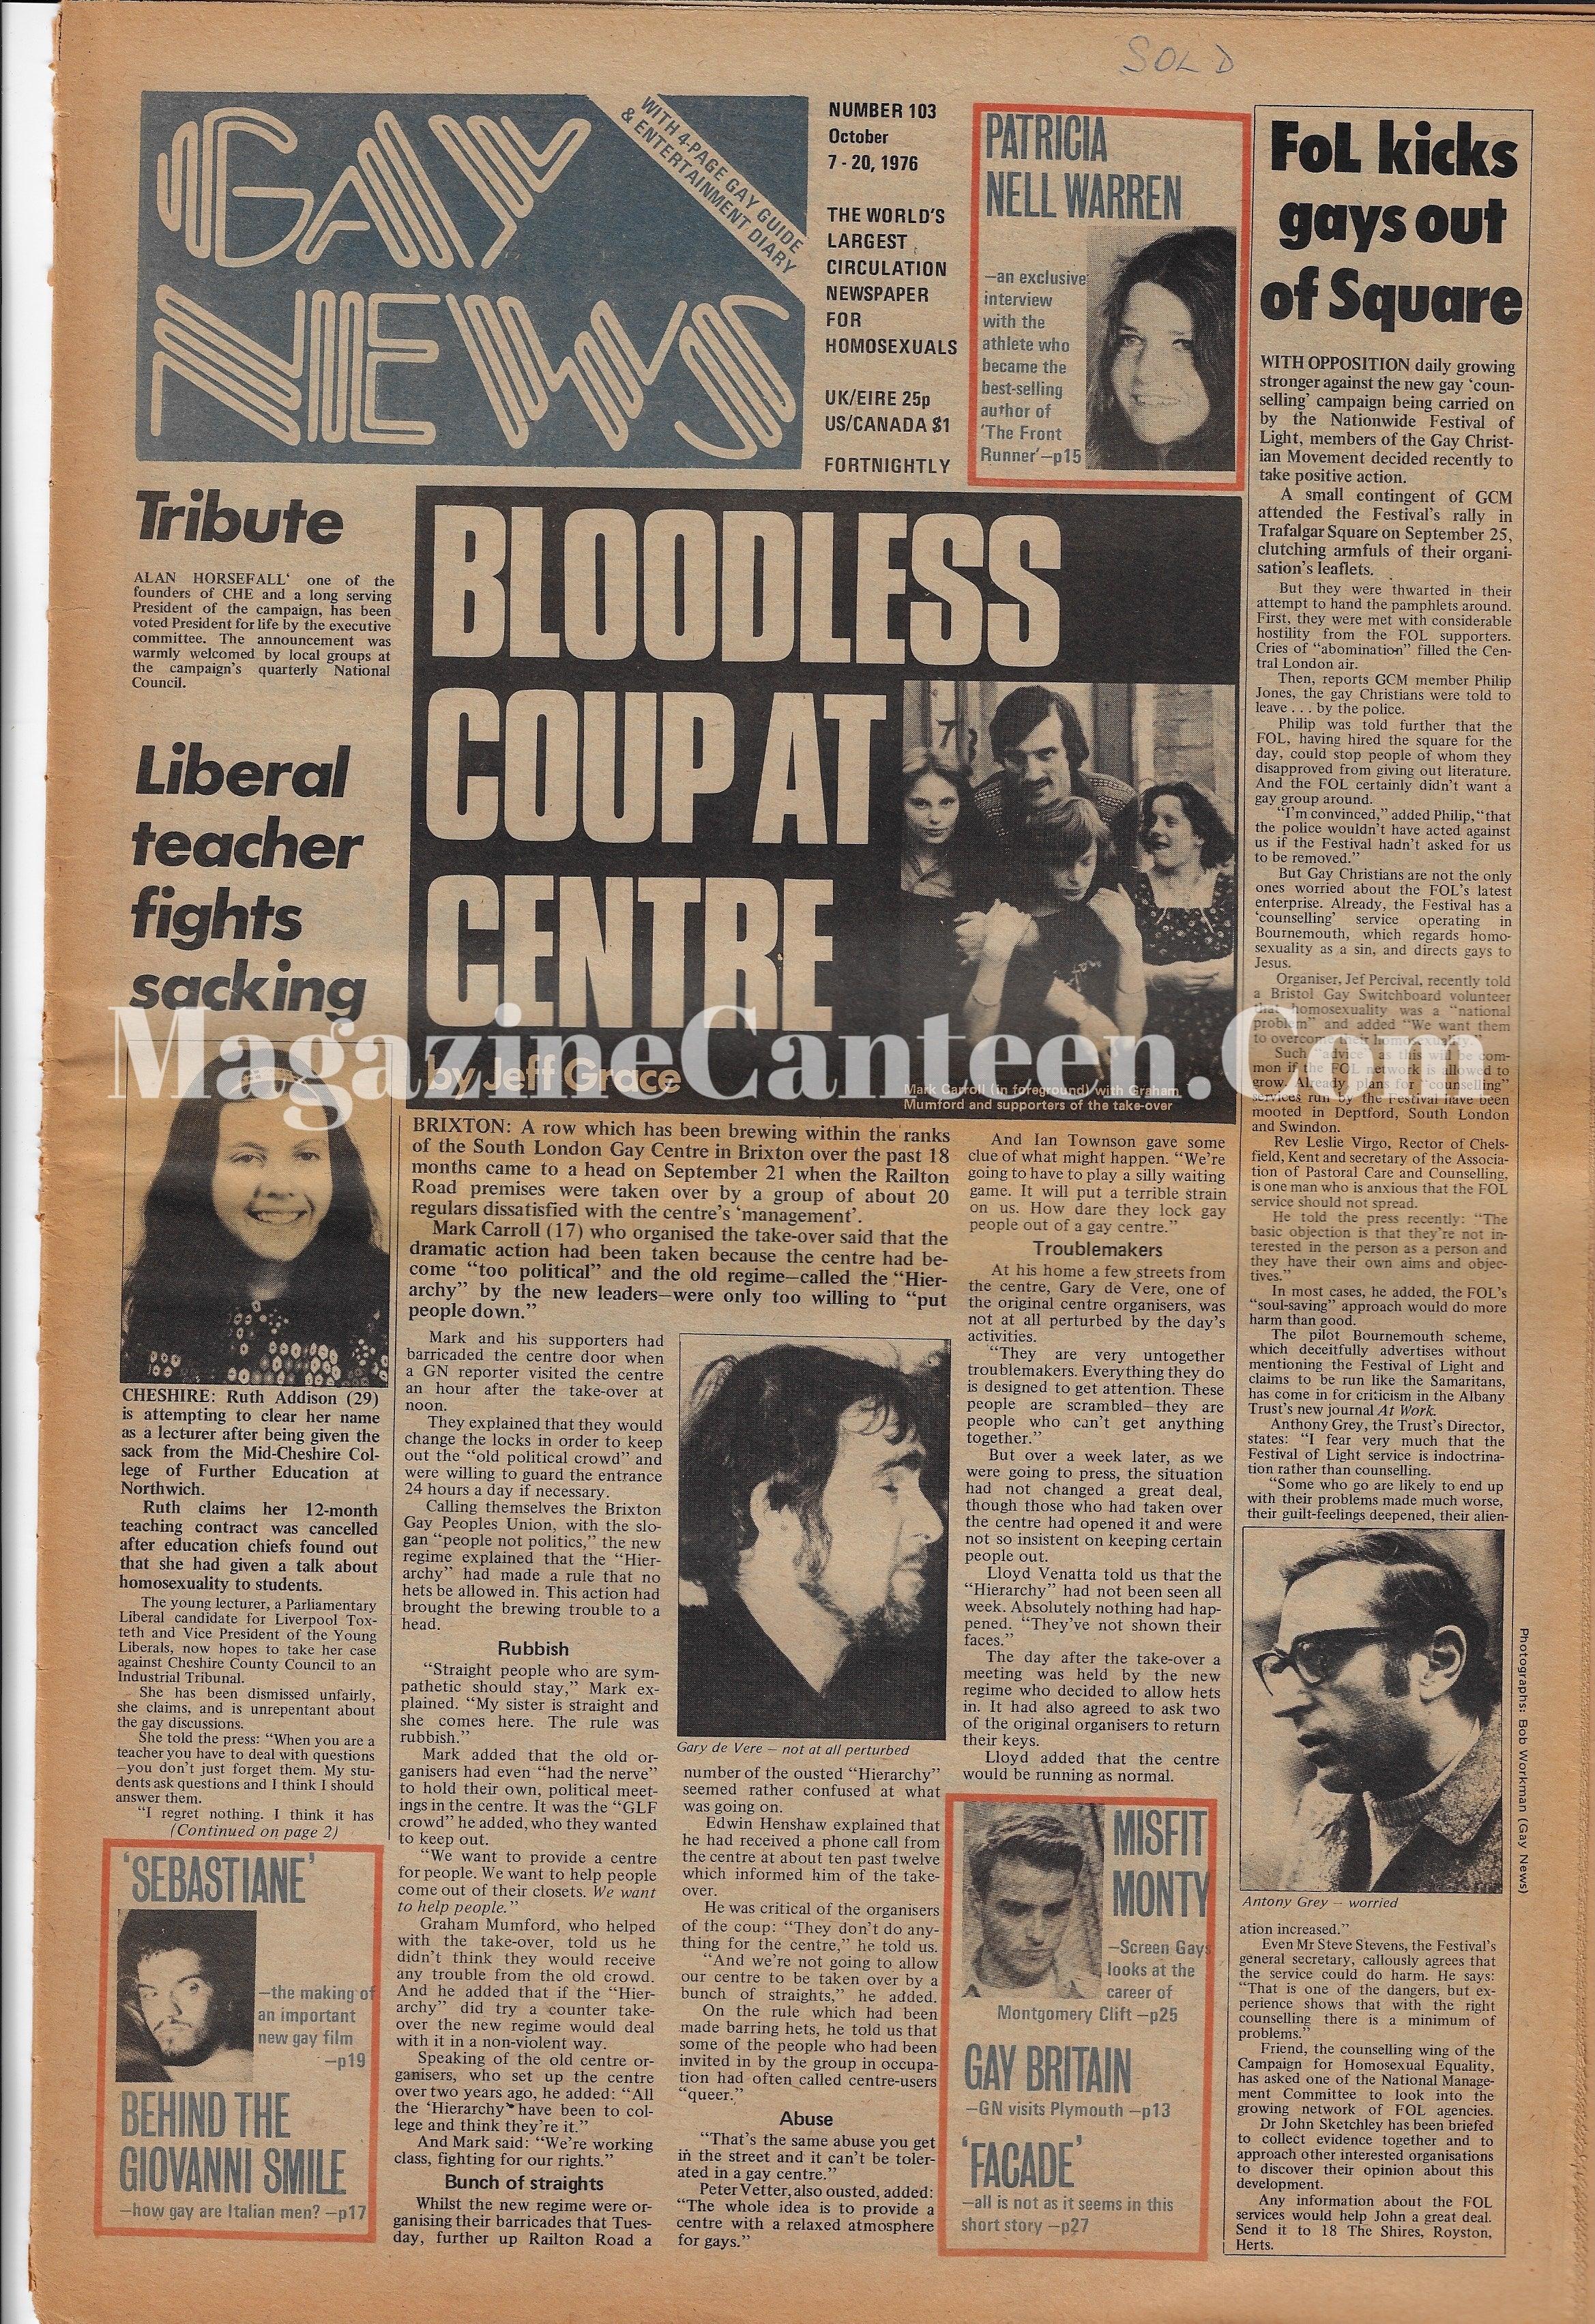 SOLD
GAY
NEWS
WITH 4-PAGE GAY GUIDE
& ENTERTAINMENT DIARY
NUMBER 103
October
7 - 20, 1976
THE WORLD'S
LARGEST
CIRCULATION
NEWSPAPER
FOR
HOMOSEXUALS
UK/EIRE 25p
US/CANADA $1
FORTNIGHTLY
PATRICIA
NELL WARREN
—an exclusive
interview
with the
athlete who
became the
best-selling
author of
'The Front
Runner'—p15
FoL kicks
gays out
of Square
WITH OPPOSITION daily growing
stronger against the new gay 'coun-
selling' campaign being carried on
by the Nationwide Festival of
Light, members of the Gay Christ-
ian Movement decided recently to
take positive action.
A small contingent of GCM
attended the Festival's rally in
Trafalgar Square on September 25,
clutching armfuls of their organi-
sation's leaflets.
But they were thwarted in their
attempt to hand the pamphlets around.
First, they were met with considerable
hostility from the FOL supporters.
Cries of "abomination" filled the Cen-
tral London air.
Then, reports GCM member Philip
Jones, the gay Christians were told to
leave . . . by the police.
Philip was told further that the
FOL, having hired the square for the
day, could stop people of whom they
disapproved from giving out literature.
And the FOL certainly didn't want a
gay group around.
"I'm convinced," added Philip, "that
the police wouldn't have acted against
us if the Festival hadn't asked for us
to be removed."
But Gay Christians are not the only
ones worried about the FOL's latest
enterprise. Already, the Festival has a
'counselling' service operating in
Bournemouth, which regards homo-
sexuality as a sin, and directs gays to
Jesus.
Organiser, Jef Percival, recently told
a Bristol Gay Switchboard volunteer
that homosexuality was a "national
problem" and added "We want them
to overcome their homosexuality."
Such "advice" as this will be com-
mon if the FOL network is allowed to
grow. Already plans for "counselling"
services run by the Festival have been
mooted in Deptford, South London
and Swindon.
Rev Leslie Virgo, Rector of Chels-
field, Kent and secretary of the Associa-
tion of Pastoral Care and Counselling,
is one man who is anxious that the FOL
service should not spread.
He told the press recently: "The
basic objection is that they're not in-
terested in the person as a person and
they have their own aims and objec-
tives."
In most cases, he added, the FOL's
"soul-saving" approach would do more
harm than good.
The pilot Bournemouth scheme,
which deceitfully advertises without
mentioning the Festival of Light and
claims to be run like the Samaritans,
has come in for criticism in the Albany
Trust's new journal At Work.
Anthony Grey, the Trust's Director,
states: "I fear very much that the
Festival of Light service is indoctrina-
tion rather than counselling.
"Some who go are likely to end up
with their problems made much worse,
their guilt-feelings deepened, their alien-
Photographs: Bob Workman (Gay News)
Antony Grey — worried
ation increased."
Even Mr Steve Stevens, the Festival's
general secretary, callously agrees that
the service could do harm. He says:
"That is one of the dangers, but ex-
perience shows that with the right
counselling there is a minimum of
problems."
Friend, the counselling wing of the
Campaign for Homosexual Equality,
has asked one of the National Manage-
ment Committee to look into the
growing network of FOL agencies.
Dr John Sketchley has been briefed
to collect evidence together and to
approach other interested organisations
to discover their opinion about this
development.
Any information about the FOL
services would help John a great deal.
Send it to 18 The Shires, Royston,
Herts.
Tribute
ALAN HORSEFALL' one of the
founders of CHE and a long serving
President of the campaign, has been
voted President for life by the executive
committee. The announcement was
warmly welcomed by local groups at
the campaign's quarterly National
Council.
Liberal
teacher
fights
sacking
CHESHIRE: Ruth Addison (29)
is attempting to clear her name
as a lecturer after being given the
sack from the Mid-Cheshire Col-
lege of Further Education at
Northwich.
Ruth claims her 12-month
teaching contract was cancelled
after education chiefs found out
that she had given a talk about
homosexuality to students.
The young lecturer, a Parliamentary
Liberal candidate for Liverpool Tox-
teth and Vice President of the Young
Liberals, now hopes to take her case
against Cheshire County Council to an
Industrial Tribunal.
She has been dismissed unfairly,
she claims, and is unrepentant about
the gay discussions.
She told the press: "When you are a
teacher you have to deal with questions
—you don't just forget them. My stu-
dents ask questions and I think I should
answer them.
"I regret nothing. I think it has
(Continued on page 2)
'SEBASTIANE'
—the making of
an important
new gay film
—p19
BEHIND THE
GIOVANNI SMILE
—how gay are Italian men? —p17
BLOODLESS
COUP AT
CENTRE
by Jeff Grace
Mark Carroll (in foreground) with Graham
Mumford and supporters of the take-over
MagazineCanteen.Com
BRIXTON: A row which has been brewing within the ranks
of the South London Gay Centre in Brixton over the past 18
months came to a head on September 21 when the Railton
Road premises were taken over by a group of about 20
regulars dissatisfied with the centre's 'management'.
Mark Carroll (17) who organised the take-over said that the
dramatic action had been taken because the centre had be-
come "too political" and the old regime—called the "Hier-
archy" by the new leaders—were only too willing to "put
people down."
Mark and his supporters had
barricaded the centre door when
a GN reporter visited the centre
an hour after the take-over at
noon.
They explained that they would
change the locks in order to keep
out the "old political crowd" and
were willing to guard the entrance
24 hours a day if necessary.
Calling themselves the Brixton
Gay Peoples Union, with the slo-
gan "people not politics," the new
regime explained that the "Hier-
archy" had made a rule that no
hets be allowed in. This action had
brought the brewing trouble to a
head.
Rubbish
"Straight people who are sym-
pathetic should stay," Mark ex-
plained. "My sister is straight and
she comes here. The rule was
rubbish."
Mark added that the old or-
ganisers had even "had the nerve"
to hold their own, political meet-
ings in the centre. It was the "GLF
crowd" he added, who they wanted
to keep out.
"We want to provide a centre
for people. We want to help people
come out of their closets. We want
to help people."
Graham Mumford, who helped
with the take-over, told us he
didn't think they would receive
any trouble from the old crowd.
And he added that if the "Hier-
archy" did try a counter take-
over the new regime would deal
with it in a non-violent way.
Speaking of the old centre or-
ganisers, who set up the centre
over two years ago, he added: "All
the 'Hierarchy' have been to col-
lege and think they're it."
And Mark said: "We're working
class, fighting for our rights."
Bunch of straights
Whilst the new regime were or-
ganising their barricades that Tues-
day, further up Railton Road a
Gary de Vere — not at all perturbed
number of the ousted "Hierarchy"
seemed rather confused at what
was going on.
Edwin Henshaw explained that
he had received a phone call from
the centre at about ten past twelve
which informed him of the take-
over.
He was critical of the organisers
of the coup: "They don't do any-
thing for the centre," he told us.
"And we're not going to allow
our centre to be taken over by a
bunch of straights," he added.
On the rule which had been
made barring hets, he told us that
some of the people who had been
invited in by the group in occupa-
tion had often called centre-users
"queer."
Abuse
"That's the same abuse you get
in the street and it can't be toler-
ated in a gay centre."
Peter Vetter, also ousted, added:
"The whole idea is to provide a
centre with a relaxed atmosphere
for gays."
And Ian Townson gave some
clue of what might happen. "We're
going to have to play a silly waiting
game. It will put a terrible strain
on us. How dare they lock gay
people out of a gay centre."
Troublemakers
At his home a few streets from
the centre, Gary de Vere, one of
the original centre organisers, was
not at all perturbed by the day's
activities.
"They are very untogether
troublemakers. Everything they do
is designed to get attention. These
people are scrambled—they are
people who can't get anything
together."
But over a week later, as we
were going to press, the situation
had not changed a great deal,
though those who had taken over
the centre had opened it and were
not so insistent on keeping certain
people out.
Lloyd Venatta told us that the
"Hierarchy" had not been seen all
week. Absolutely nothing had hap-
pened. "They've not shown their
faces."
The day after the take-over a
meeting was held by the new
regime who decided to allow hets
in. It had also agreed to ask two
of the original organisers to return
their keys.
Lloyd added that the centre
would be running as normal.
MISFIT
MONTY
—Screen Gays
looks at the
career of
Montgomery Clift —p25
GAY BRITAIN
—GN visits Plymouth —p13
'FACADE'
—all is not as it seems in this
short story —p27